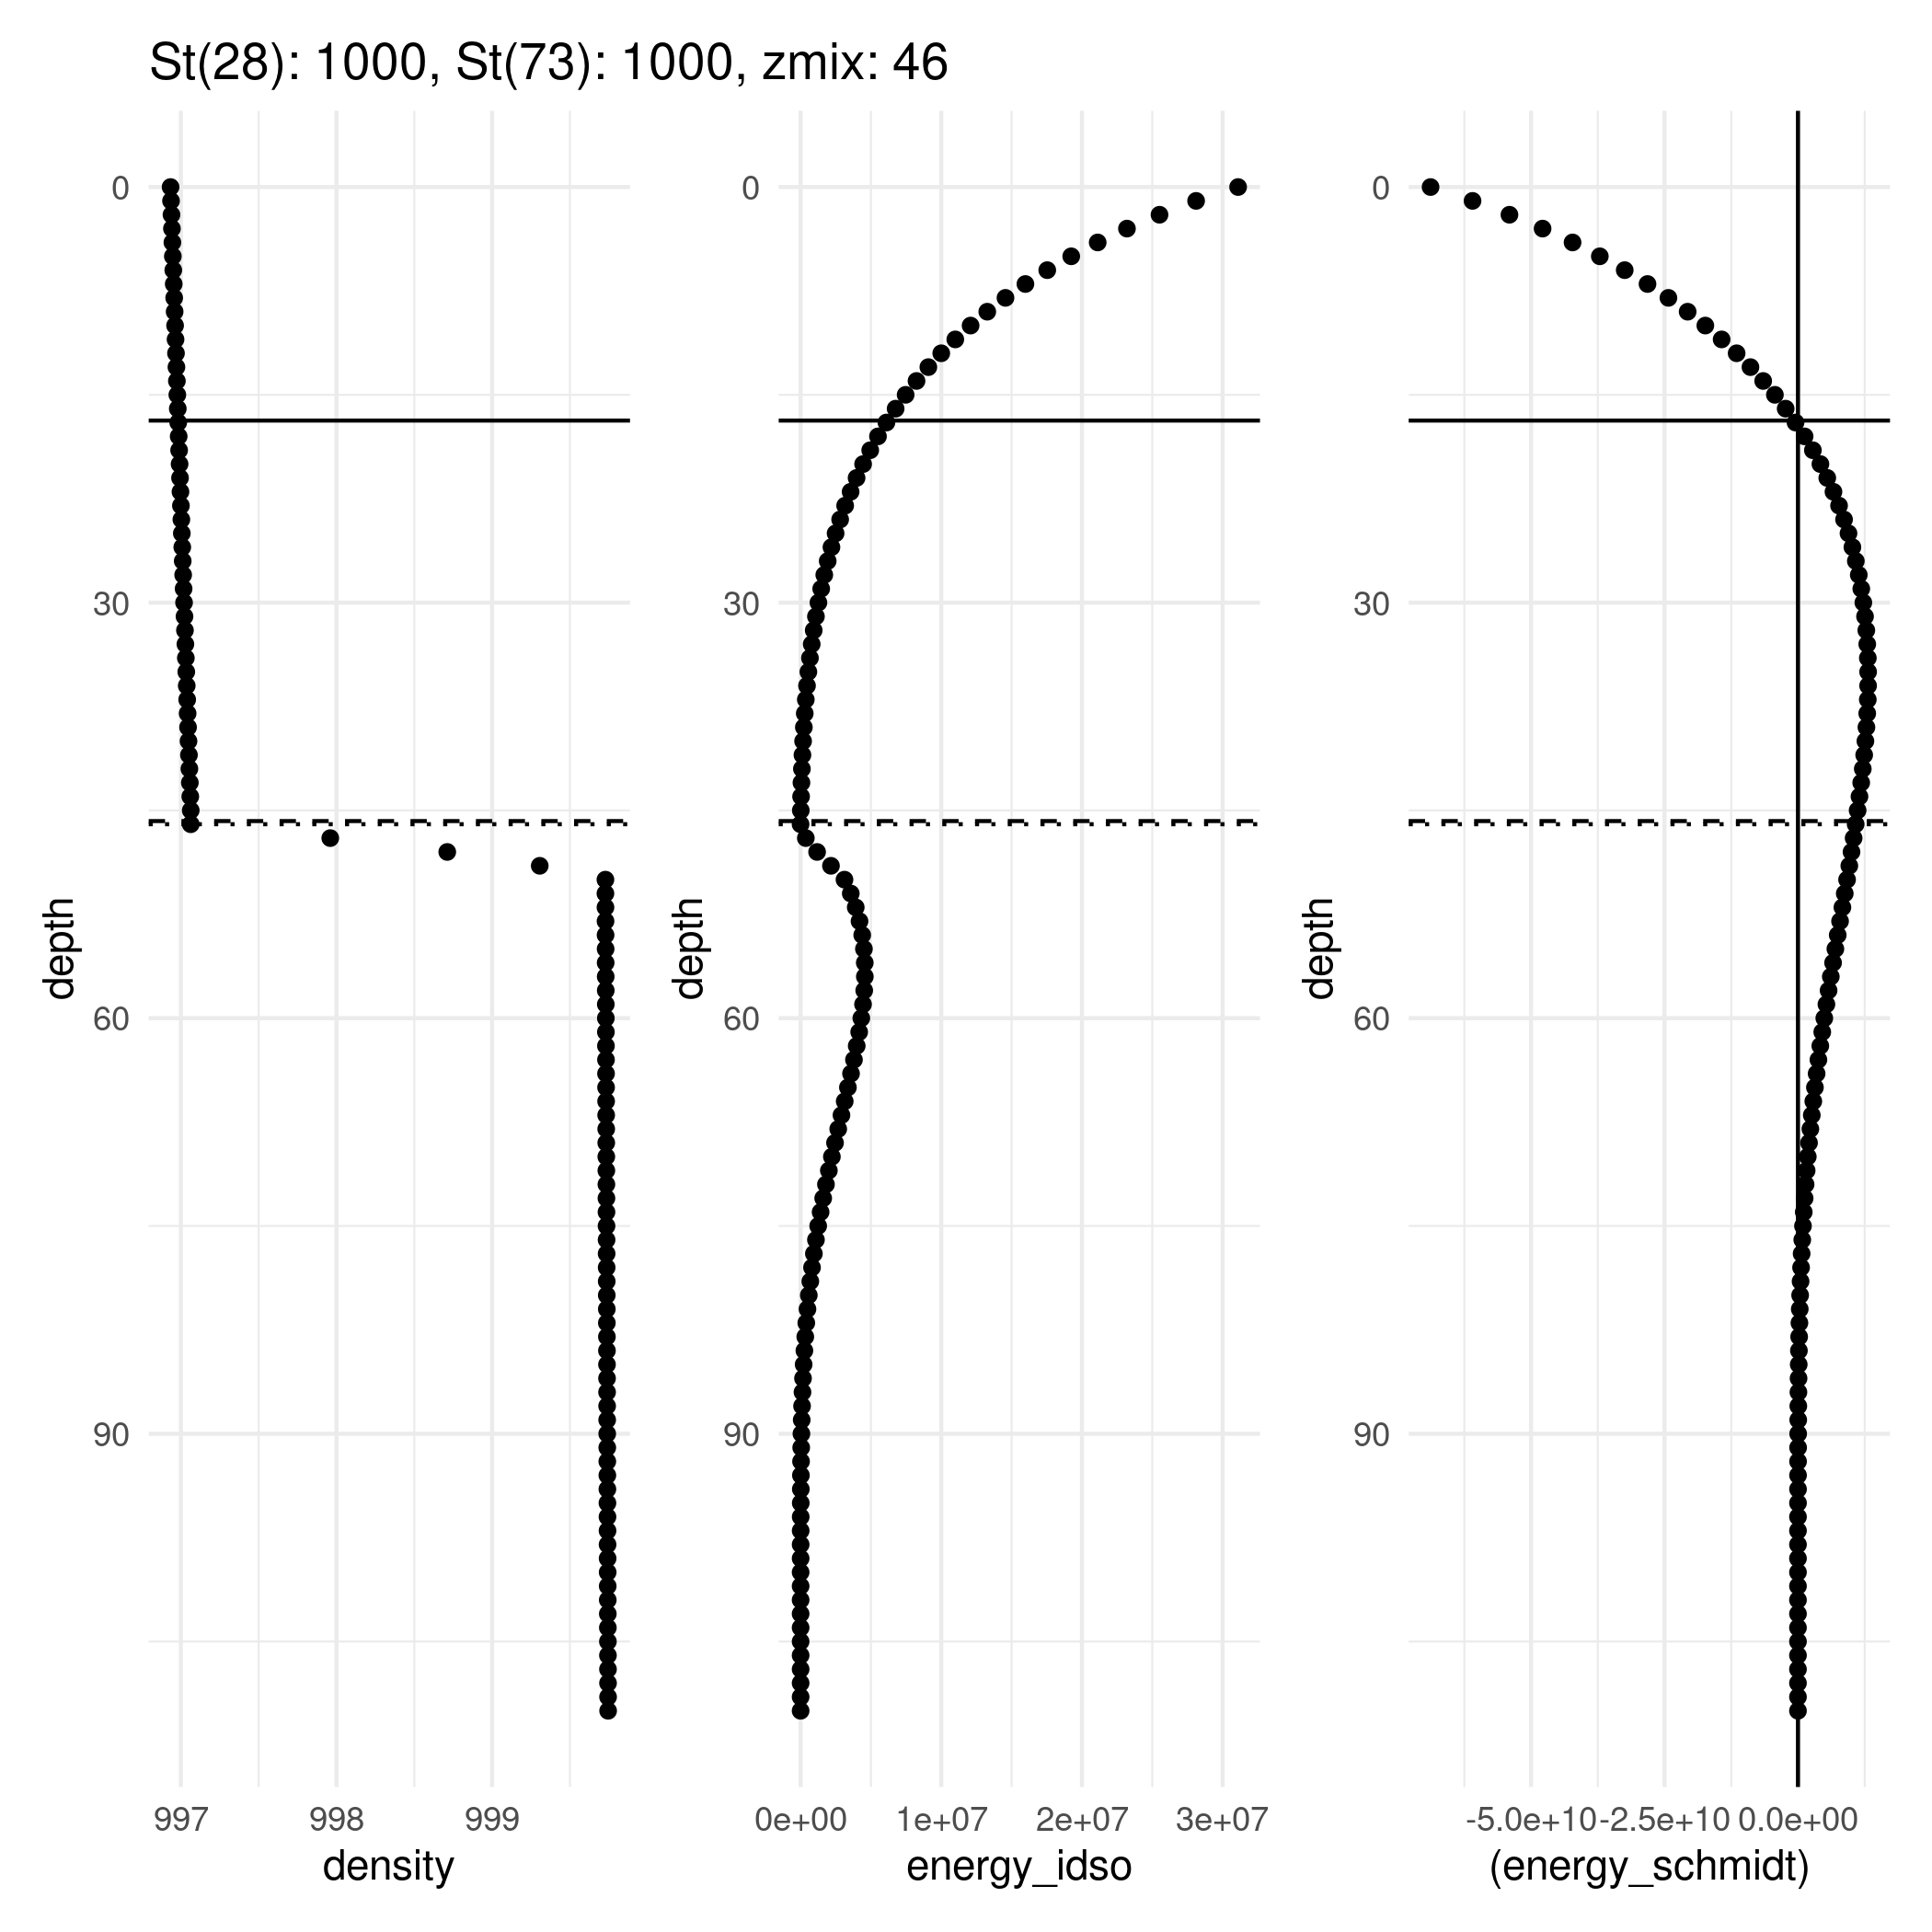 St(28): 1000, St(73): 1000, zmix: 46
0
30
60
90
depth
997
998
999
density
0
30
60
90
depth
0e+00
1e+07
2e+07
3e+07
energy_idso
0
30
60
90
depth
-5.0e+10
-2.5e+10
0.0e+00
(energy_schmidt)